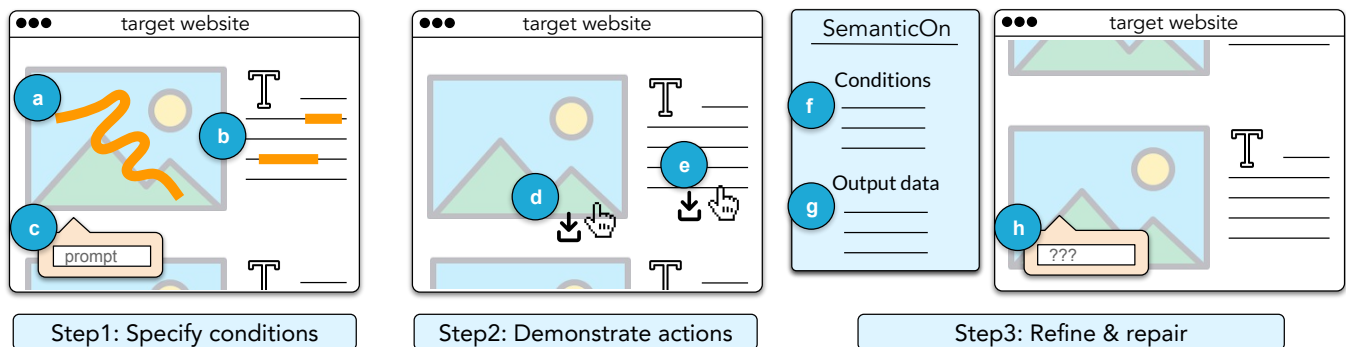 target website
a
b
T
c
prompt
T
Step1: Specify conditions
target website
T
d
e
T
Step2: Demonstrate actions
SemanticOn
Conditions
f
Output data
g
target website
T
h
???
Step3: Refine & repair